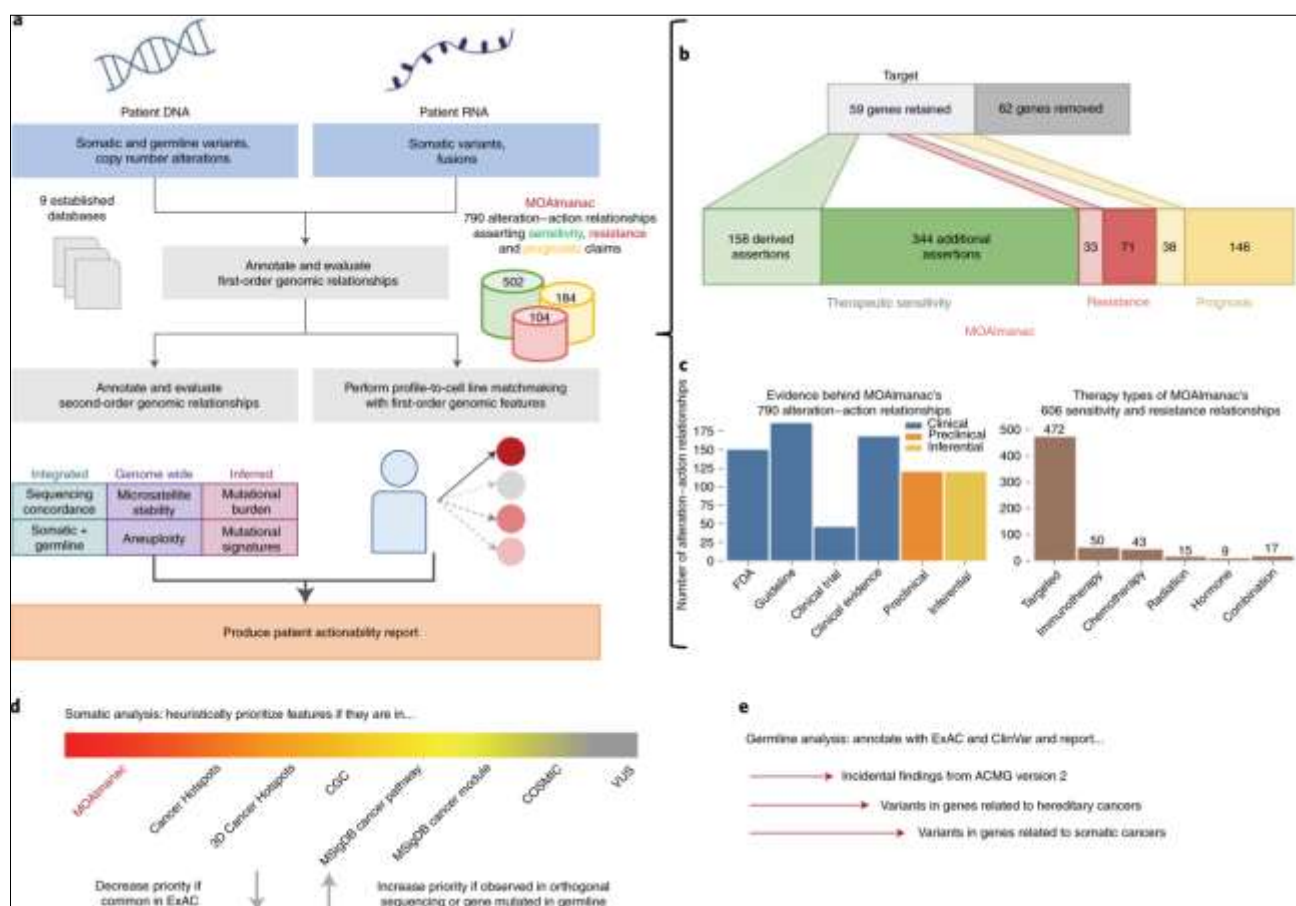 a
Patient DNA
Patient RNA
Somatic and germline variants,
copy number alterations
Somatic variants,
fusions
9 established
databases
MOAlmanac
790 alteration–action relationships
asserting sensitivity, resistance
and prognostic claims
Annotate and evaluate
first-order genomic relationships
502
184
104
Annotate and evaluate
second-order genomic relationships
Perform profile-to-cell line matchmaking
with first-order genomic features
Integrated
Genome wide
Inferred
Sequencing
concordance
Microsatellite
stability
Mutational
burden
Somatic +
germline
Aneuploidy
Mutational
signatures
Produce patient actionability report
b
Target
59 genes retained
62 genes removed
158 derived
assertions
344 additional
assertions
33
71
38
146
Therapeutic sensitivity
Resistance
Prognosis
MOAlmanac
c
Number of alteration–action relationships
Evidence behind MOAlmanac's
790 alteration–action relationships
Clinical
Preclinical
Inferential
175
150
125
100
75
50
25
0
FDA
Guideline
Clinical trial
Clinical evidence
Preclinical
Inferential
Therapy types of MOAlmanac's
606 sensitivity and resistance relationships
500
400
300
200
100
0
472
50
43
15
9
17
Targeted
Immunotherapy
Chemotherapy
Radiation
Hormone
Combination
d
Somatic analysis: heuristically prioritize features if they are in...
MOAlmanac
Cancer Hotspots
3D Cancer Hotspots
CGC
MSigDB cancer pathway
MSigDB cancer module
COSMIC
VUS
Decrease priority if
common in ExAC
Increase priority if observed in orthogonal
sequencing or gene mutated in germline
e
Germline analysis: annotate with ExAC and ClinVar and report...
Incidental findings from ACMG version 2
Variants in genes related to hereditary cancers
Variants in genes related to somatic cancers